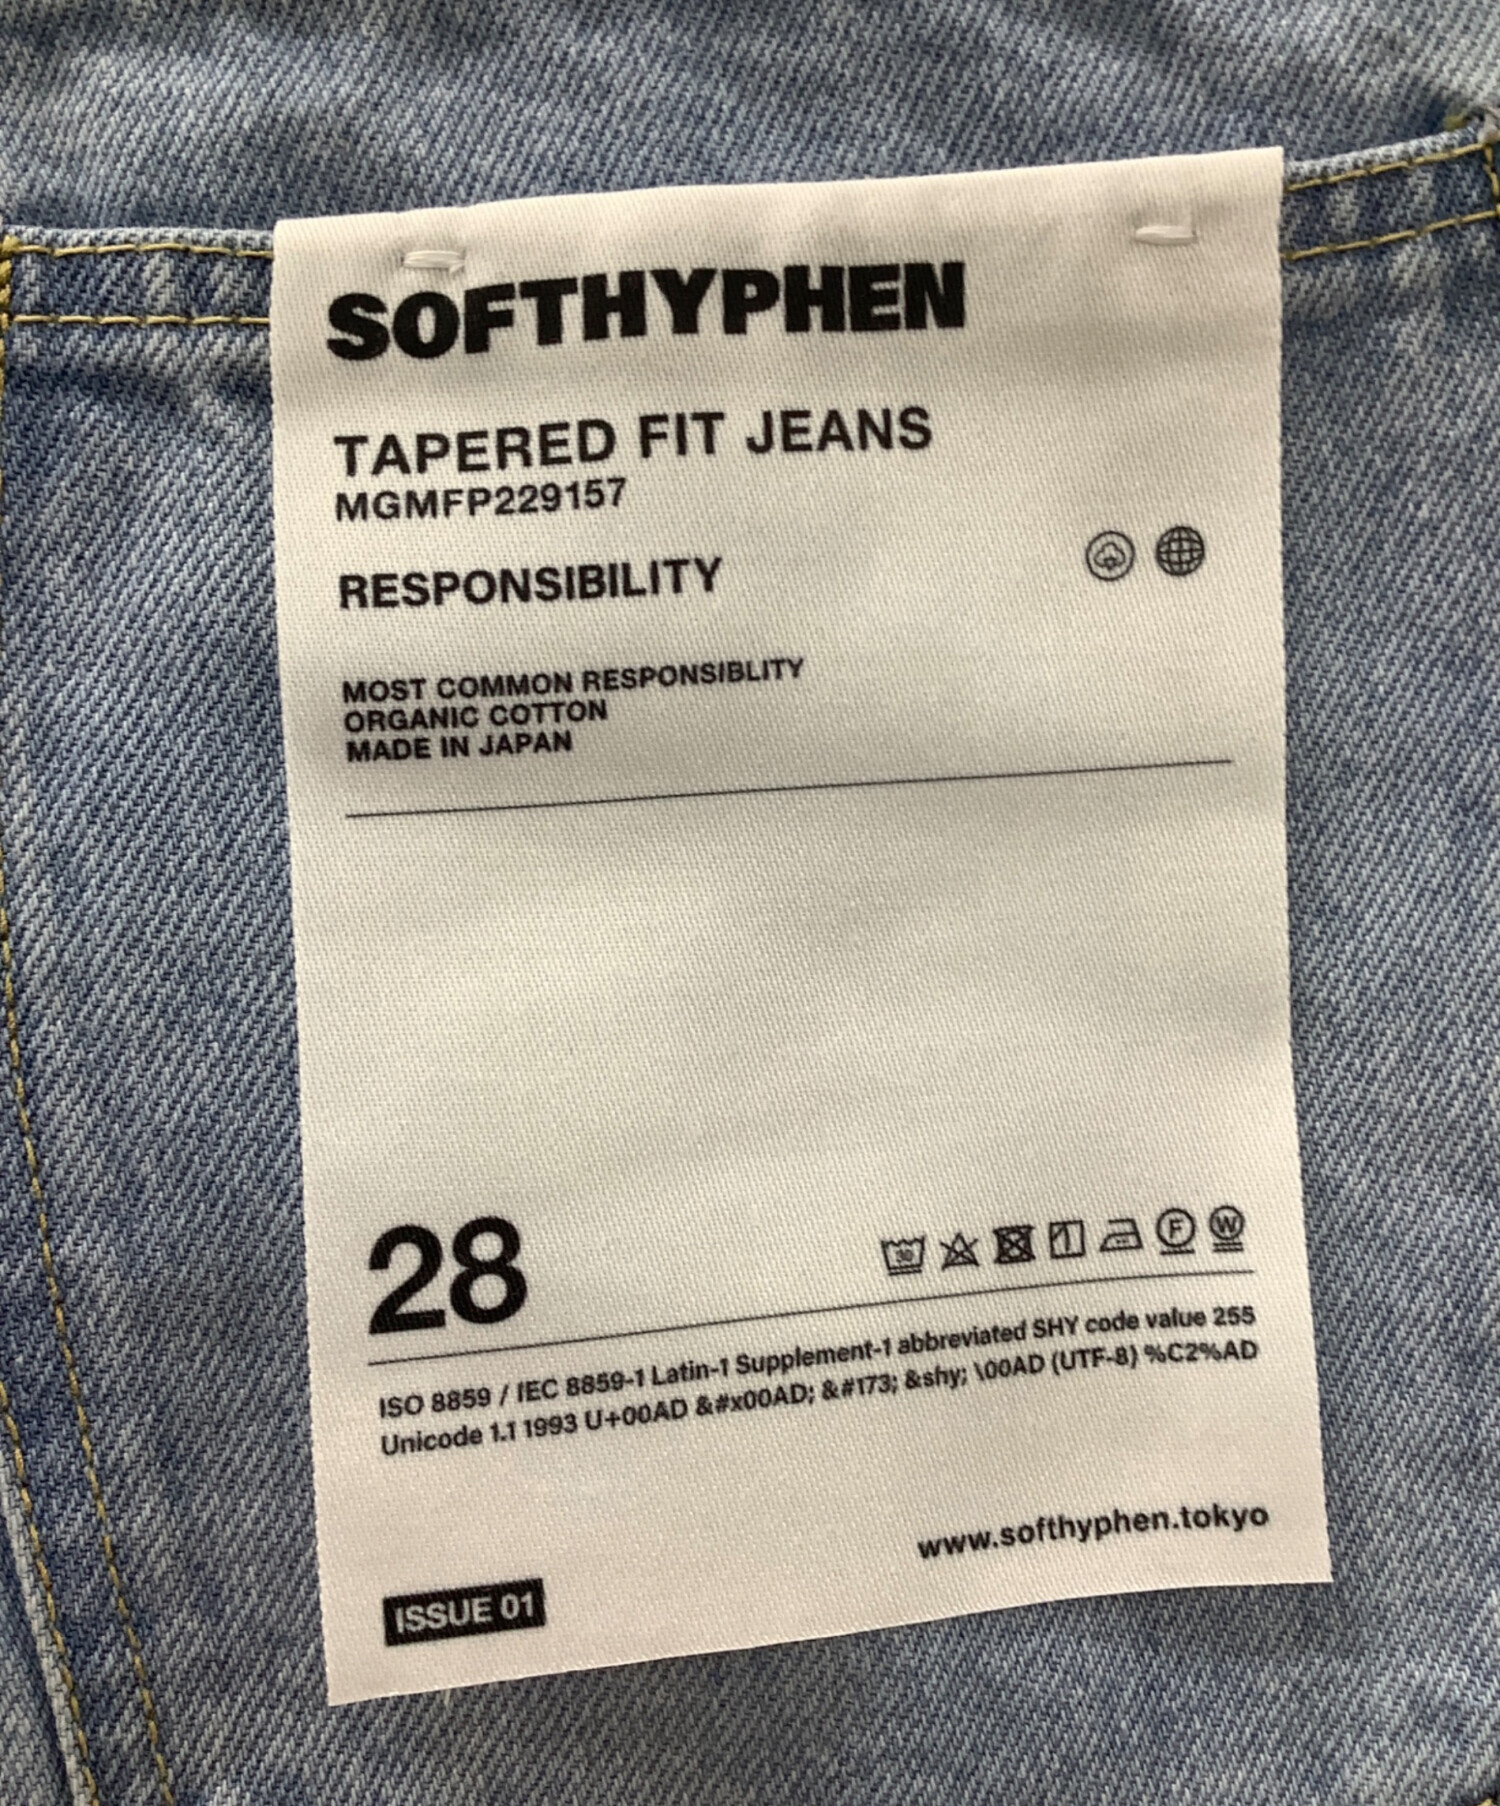 SOFTHYPHEN
TAPERED FIT JEANS
MGMFP229157
RESPONSIBILITY
MOST COMMON RESPONSIBLITY
ORGANIC COTTON
MADE IN JAPAN
28
30
F
W
ISO 8859 / IEC 8859-1 Latin-1 Supplement-1 abbreviated SHY code value 255
Unicode 1.1 1993 U+00AD &#x00AD; &#173; &shy; \00AD (UTF-8) %C2%AD
www.softhyphen.tokyo
ISSUE 01